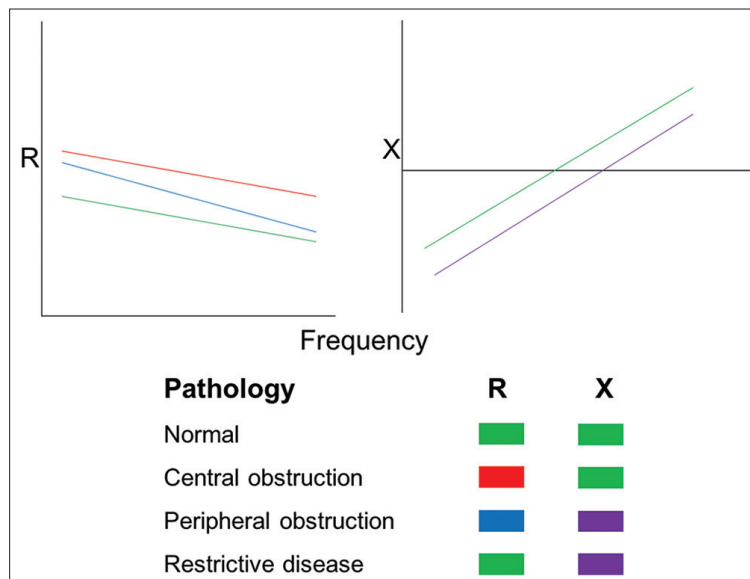 R
X
Frequency
Pathology R X
Normal
Central obstruction
Peripheral obstruction
Restrictive disease